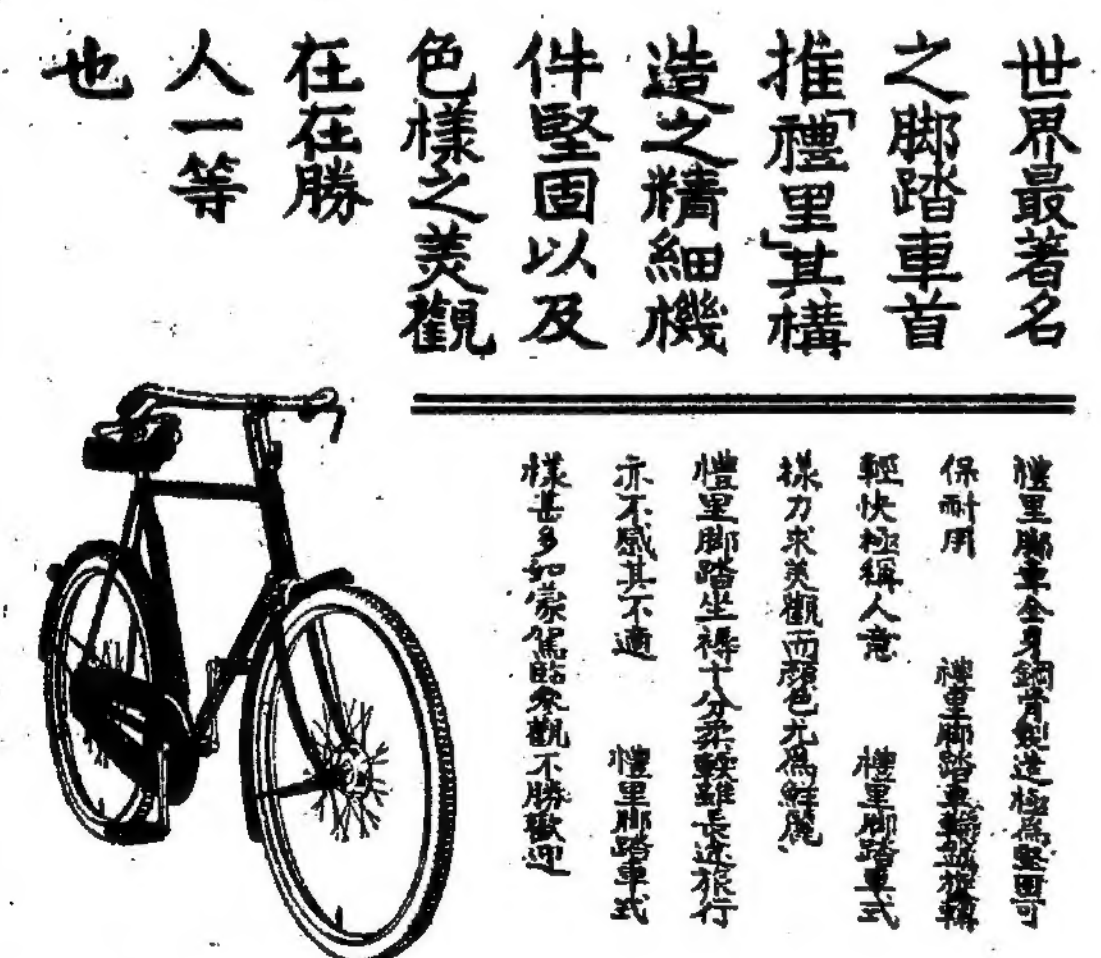 世界最著名
之脚踏車首
推「禮里」其構
造之精細機
件堅固以及
色樣之美觀
在在勝
人一等
也
禮里脚車全身鋼骨製造極為堅固可
保耐用 禮里脚踏車輪盤旋轉
輕快極稱人意 禮里脚踏車式
樣力求美觀而顏色尤為鮮麗
禮里脚踏坐褥十分柔軟雖長途旅行
亦不感其不適 禮里脚踏車式
樣甚多如蒙駕臨參觀不勝歡迎